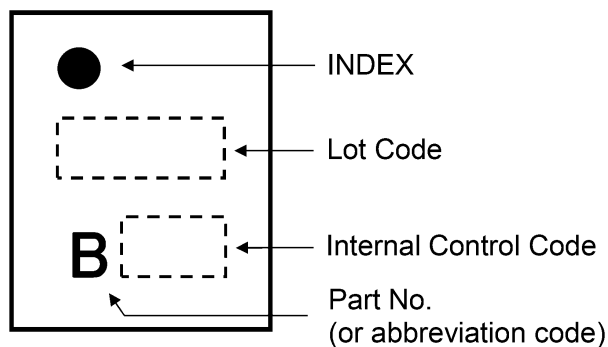 INDEX
Lot Code
B
Internal Control Code
Part No.
(or abbreviation code)